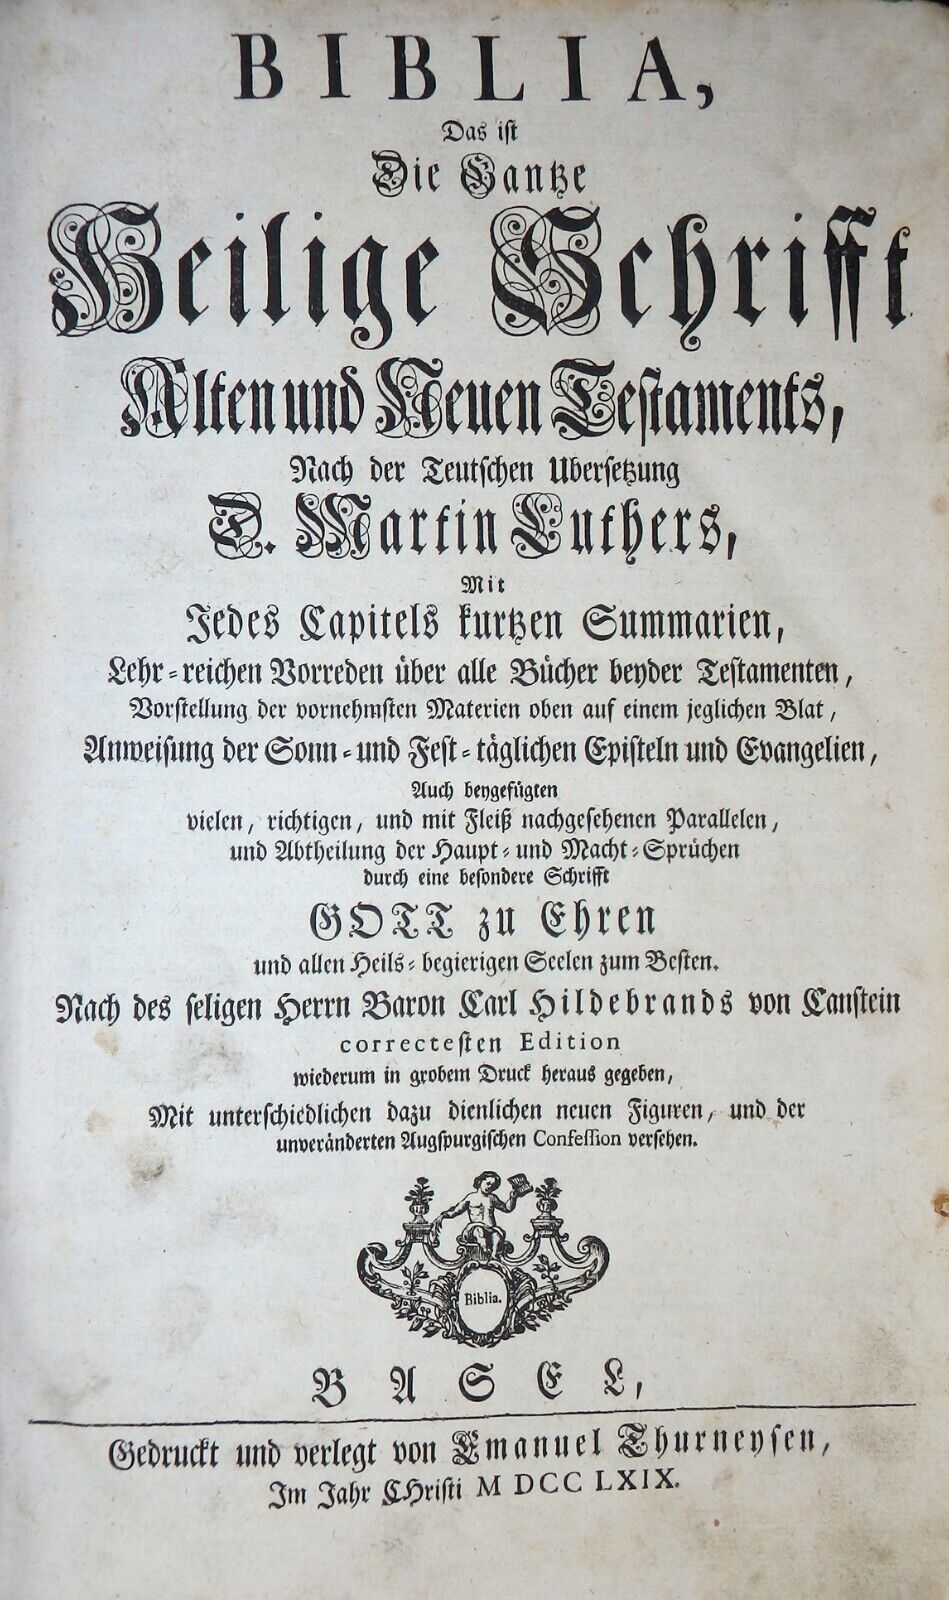 BIBLIA,
Das ist
Die Gantze
Heilige Schrifft
Alten und Neuen Testaments,
Nach der Teutschen Ubersetzung
D. Martin Luthers,
Mit
Jedes Capitels kurtzen Summarien,
Lehr-reichen Vorreden über alle Bücher beyder Testamenten,
Vorstellung der vornehmsten Materien oben auf einem jeglichen Blat,
Anweisung der Sonn- und Fest-täglichen Episteln und Evangelien,
Auch beygefügten
vielen, richtigen, und mit Fleiß nachgesehenen Parallelen,
und Abtheilung der Haupt- und Macht-Sprüchen
durch eine besondere Schrifft
GOTT zu Ehren
und allen Heils-begierigen Seelen zum Besten.
Nach des seligen Herrn Baron Carl Hildebrands von Canstein
correctesten Edition
wiederum in grobem Druck heraus gegeben,
Mit unterschiedlichen dazu dienlichen neuen Figuren, und der
unveränderten Augspurgischen Confession versehen.
Biblia.
BASEL,
Gedruckt und verlegt von Emanuel Thurneysen,
Im Jahr CHristi M DCC LXIX.